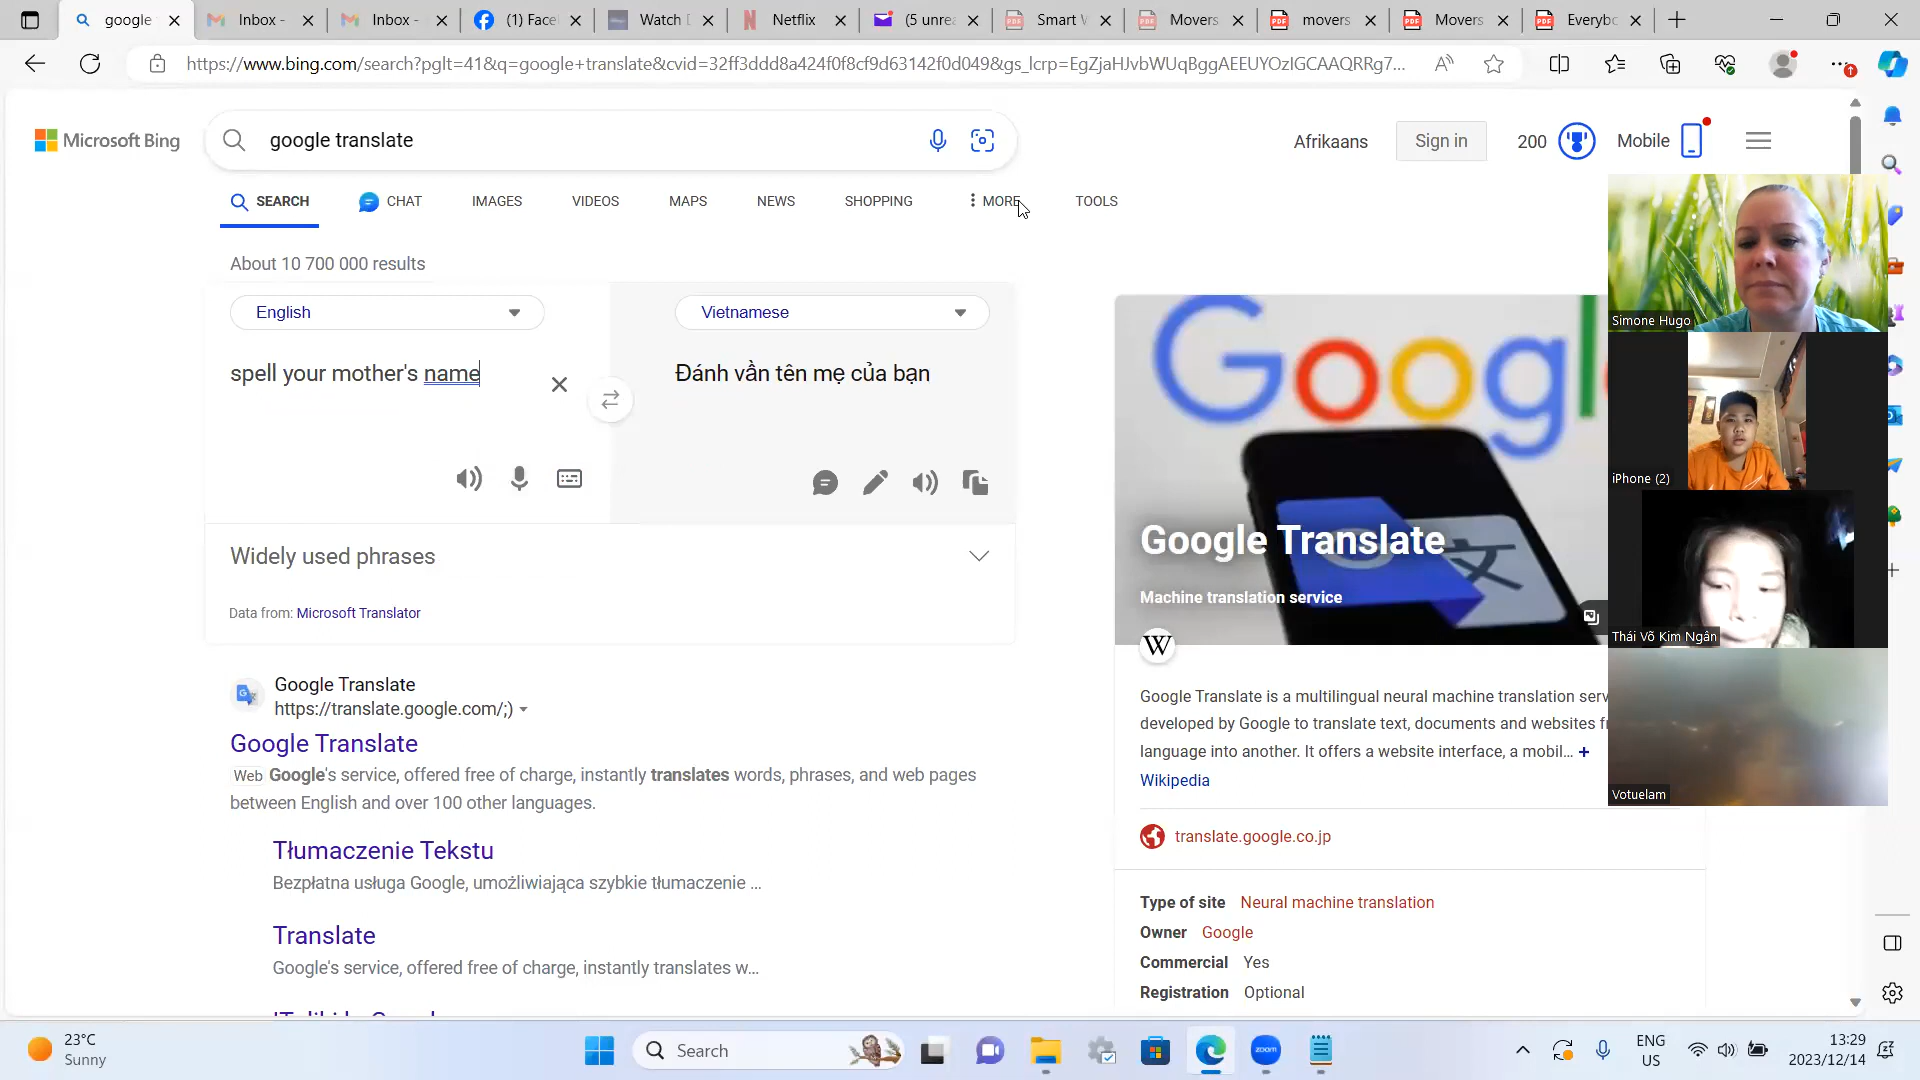 google
Inbox -
Inbox -
(1) Face
Watch D
Netflix
(5 unrea
Smart W
Movers
movers
Movers
Everybo
https://www.bing.com/search?pglt=41&q=google+translate&cvid=32ff3ddd8a424f0f8cf9d63142f0d049&gs_lcrp=EgZjaHJvbWUqBggAEEUYOzIGCAAQRRg7...
Microsoft Bing
google translate
Afrikaans
Sign in
200
Mobile
SEARCH
CHAT
IMAGES
VIDEOS
MAPS
NEWS
SHOPPING
MORE
TOOLS
About 10 700 000 results
English
Vietnamese
spell your mother's name
Đánh vần tên mẹ của bạn
Widely used phrases
Data from: Microsoft Translator
Google Translate
https://translate.google.com/;)
Google Translate
Web Google's service, offered free of charge, instantly translates words, phrases, and web pages
between English and over 100 other languages.
Tłumaczenie Tekstu
Bezpłatna usługa Google, umożliwiająca szybkie tłumaczenie ...
Translate
Google's service, offered free of charge, instantly translates w...
Google
Google Translate
Machine translation service
W
Google Translate is a multilingual neural machine translation serv
developed by Google to translate text, documents and websites f
language into another. It offers a website interface, a mobil... +
Wikipedia
translate.google.co.jp
Type of site Neural machine translation
Owner Google
Commercial Yes
Registration Optional
Simone Hugo
iPhone (2)
Thái Võ Kim Ngân
Votuelam
23°C
Sunny
Search
zoom
ENG
US
13:29
2023/12/14